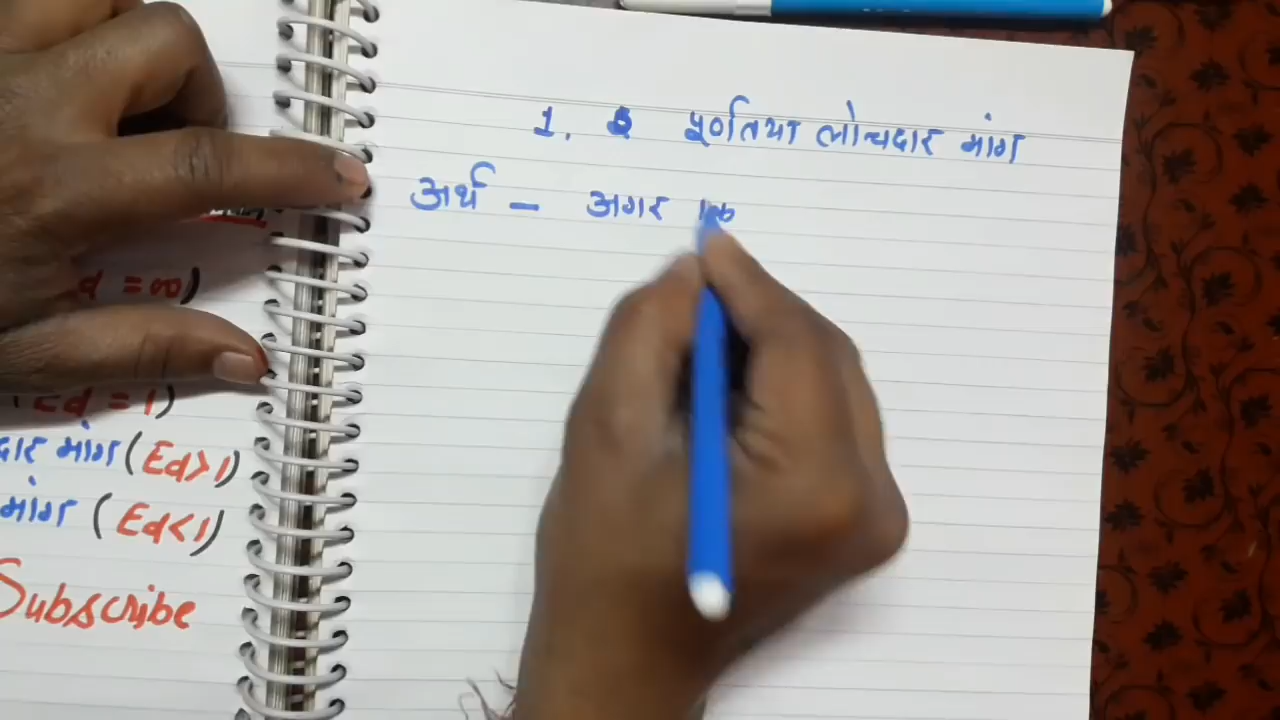 d = ∞)
Ed = 1)
दार मांग (Ed > 1)
मांग (Ed < 1)
Subscribe
1. पूर्णतया लोचदार मांग
अर्थ - अगर